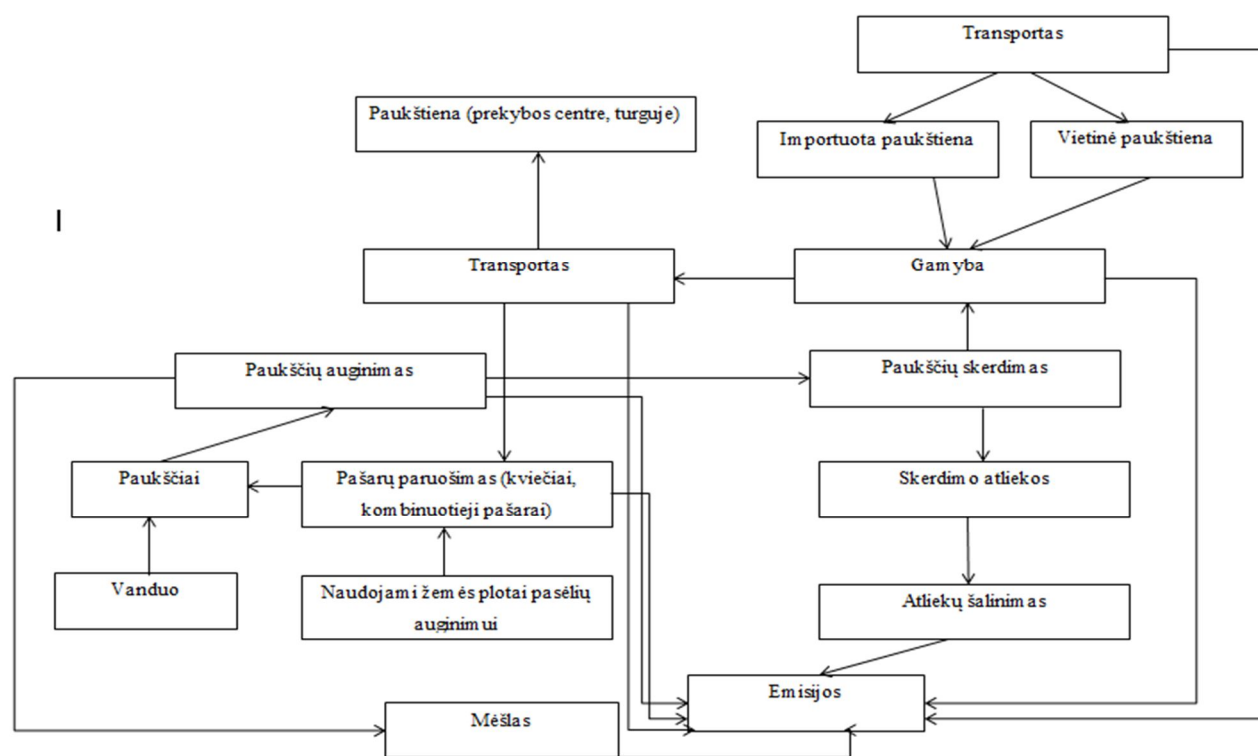 Transportas
Paukštiena (prekybos centre, turguje)
Importuota paukštiena
Vietinė paukštiena
Transportas
Gamyba
Paukščių auginimas
Paukščių skerdimas
Paukščiai
Pašarų paruošimas (kviečiai,
kombinuotieji pašarai)
Skerdimo atliekos
Vanduo
Naudojami žemės plotai pasėlių
auginimui
Atliekų šalinimas
Emisijos
Mėšlas